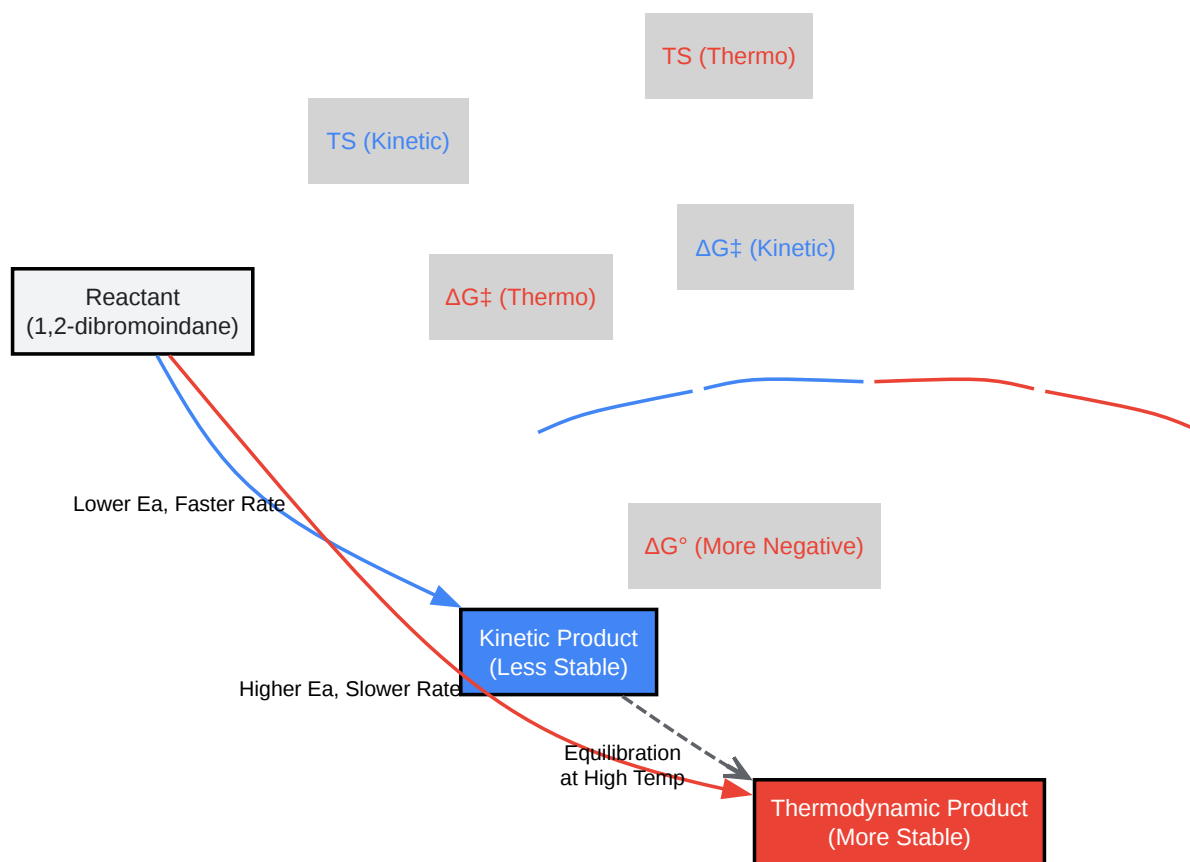 TS (Thermo)
TS (Kinetic)
ΔG‡ (Kinetic)
ΔG‡ (Thermo)
Reactant
(1,2-dibromoindane)
Lower Ea, Faster Rate
ΔG° (More Negative)
Kinetic Product
(Less Stable)
Higher Ea, Slower Rate
Equilibration
at High Temp
Thermodynamic Product
(More Stable)